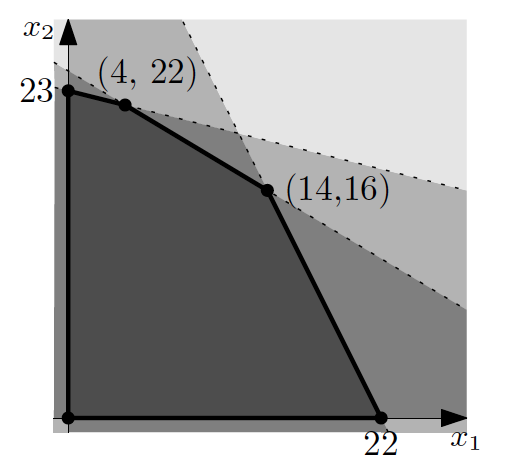 x₂
(4, 22)
23
(14,16)
22
x₁